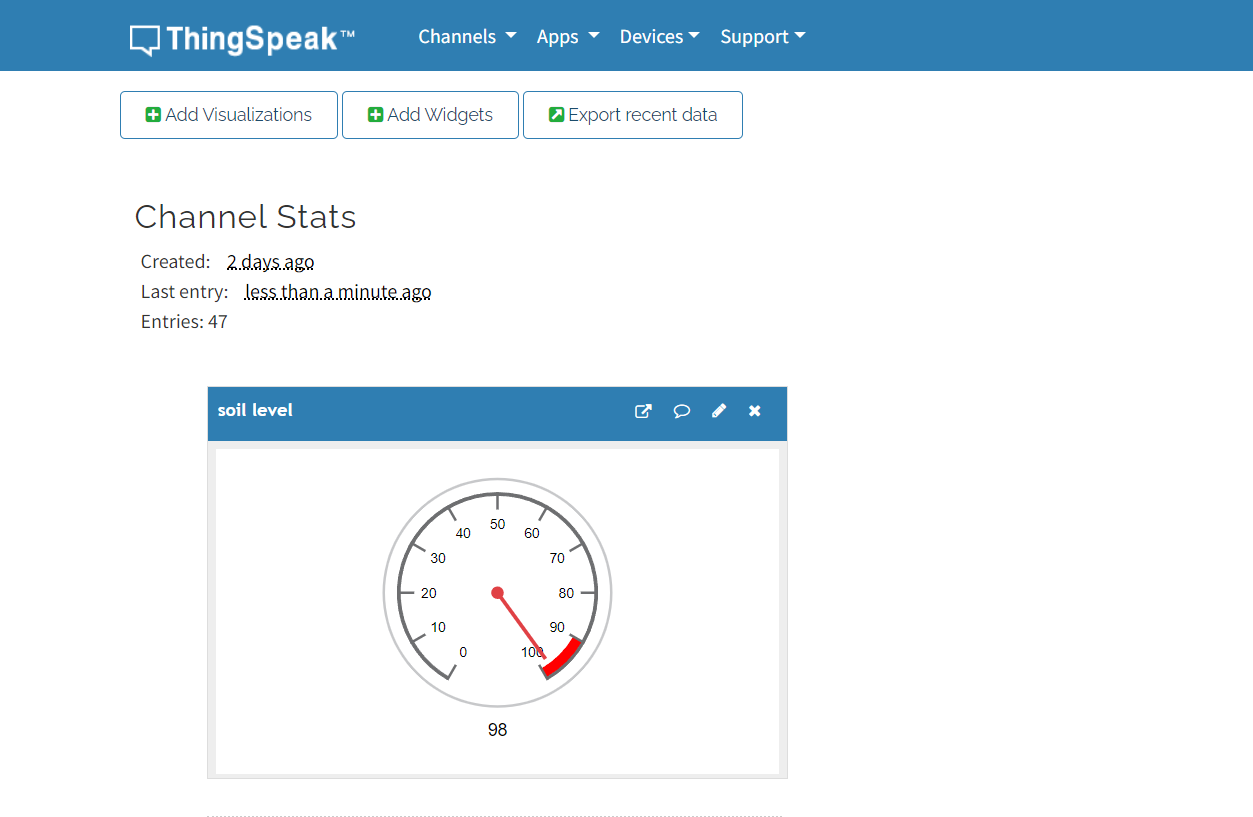 ThingSpeak™ Channels Apps Devices Support
Add Visualizations Add Widgets Export recent data
Channel Stats
Created: 2 days ago
Last entry: less than a minute ago
Entries: 47
soil level
0
10
20
30
40
50
60
70
80
90
100
98